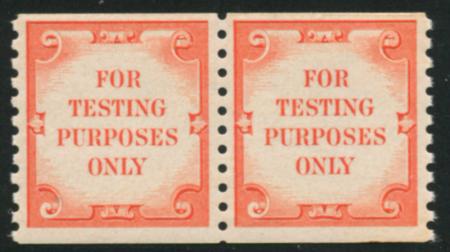 FOR
TESTING
PURPOSES
ONLY
FOR
TESTING
PURPOSES
ONLY